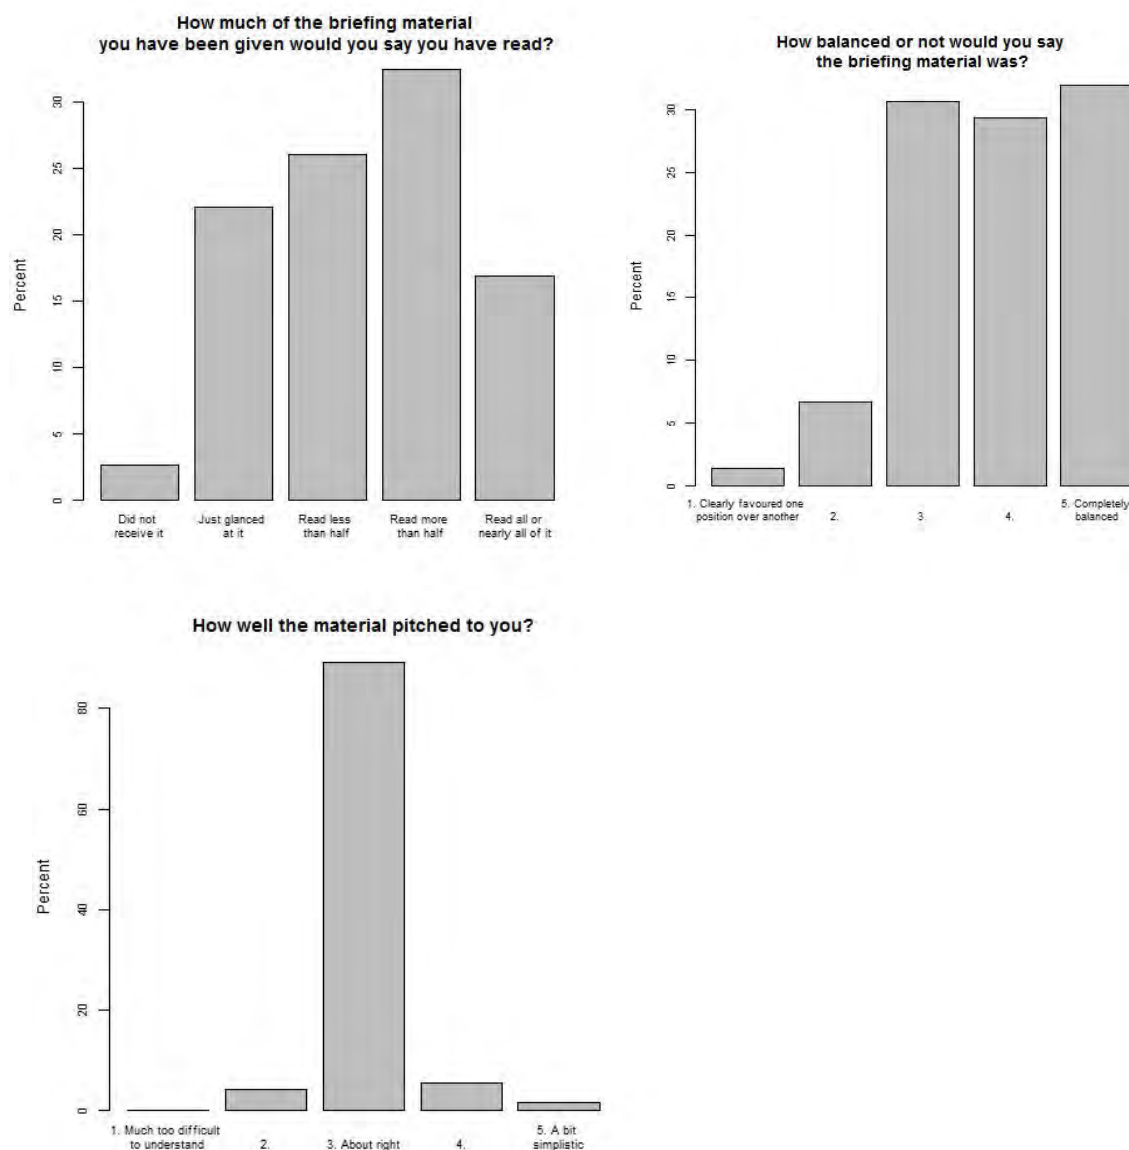 How much of the briefing material
you have been given would you say you have read?
Percent
30
25
20
15
10
5
0
Did not receive it
Just glanced at it
Read less than half
Read more than half
Read all or nearly all of it
How balanced or not would you say
the briefing material was?
Percent
30
25
20
15
10
5
0
1. Clearly favoured one position over another
2.
3.
4.
5. Completely balanced
How well the material pitched to you?
Percent
80
60
40
20
0
1. Much too difficult to understand
2.
3. About right
4.
5. A bit simplistic